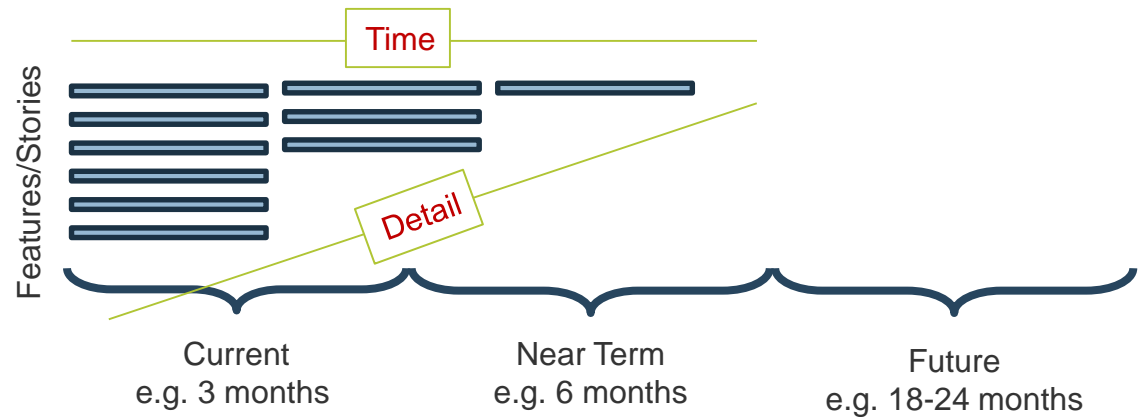 Time
Features/Stories
Detail
Current
e.g. 3 months
Near Term
e.g. 6 months
Future
e.g. 18-24 months